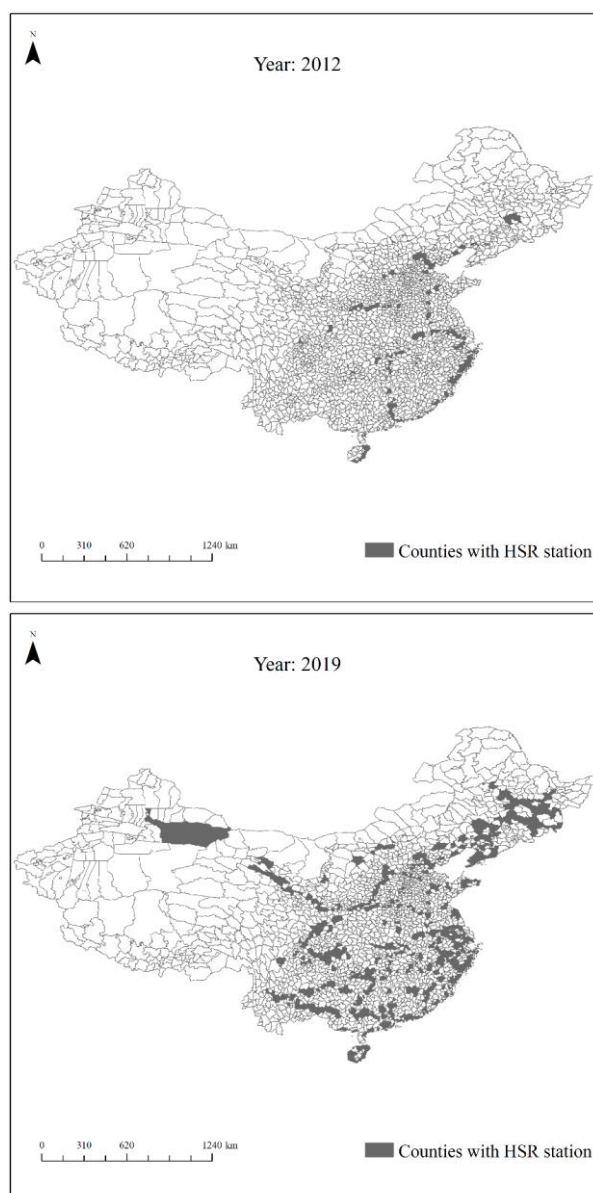 N
Year: 2012
0 310 620 1240 km
Counties with HSR station
N
Year: 2019
0 310 620 1240 km
Counties with HSR station